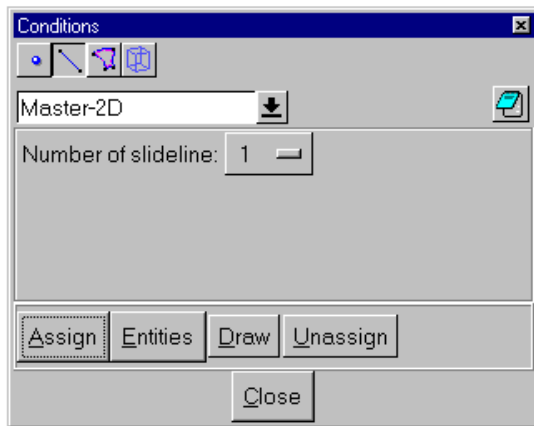 Conditions
Master-2D
Number of slideline: 1
Assign Entities Draw Unassign
Close